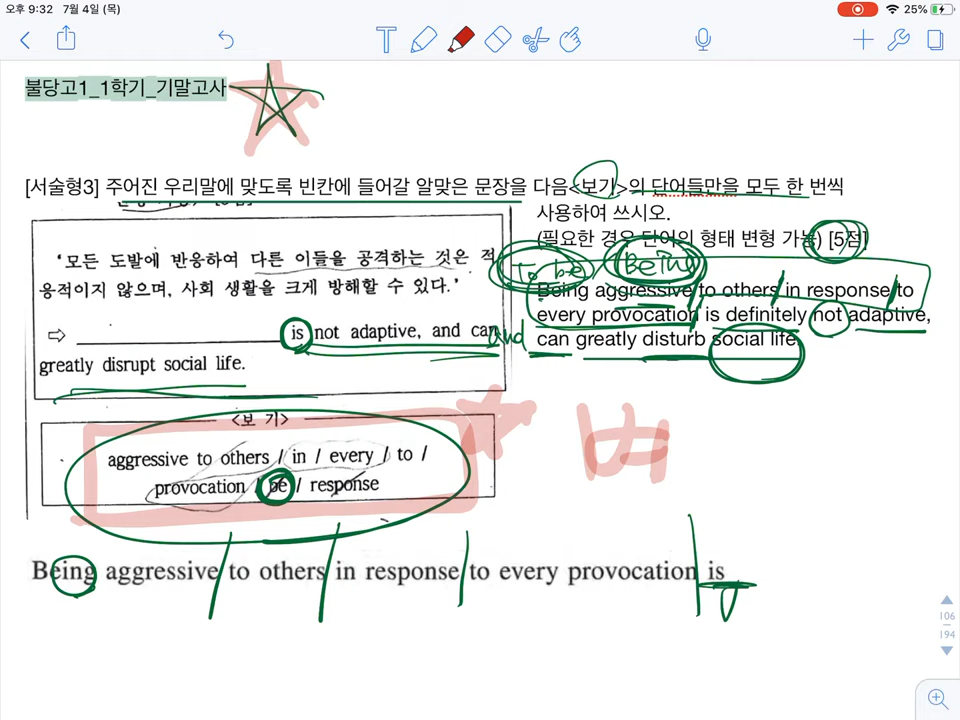 오후 9:32 7월 4일 (목)
25%
T
불당고1_1학기_기말고사
[서술형3] 주어진 우리말에 맞도록 빈칸에 들어갈 알맞은 문장을 다음<보기>의 단어들만을 모두 한 번씩
사용하여 쓰시오.
(필요한 경우 단어의 형태 변형 가능) [5점]
'모든 도발에 반응하여 다른 이들을 공격하는 것은 적
응적이지 않으며, 사회 생활을 크게 방해할 수 있다.'
⇨ is not adaptive, and can
greatly disrupt social life.
To be / Being
Being aggressive to others in response to
every provocation is definitely not adaptive,
and can greatly disturb social life.
<보 기>
aggressive to others / in / every / to /
provocation / be / response
Being aggressive to others in response to every provocation is
V
106
194